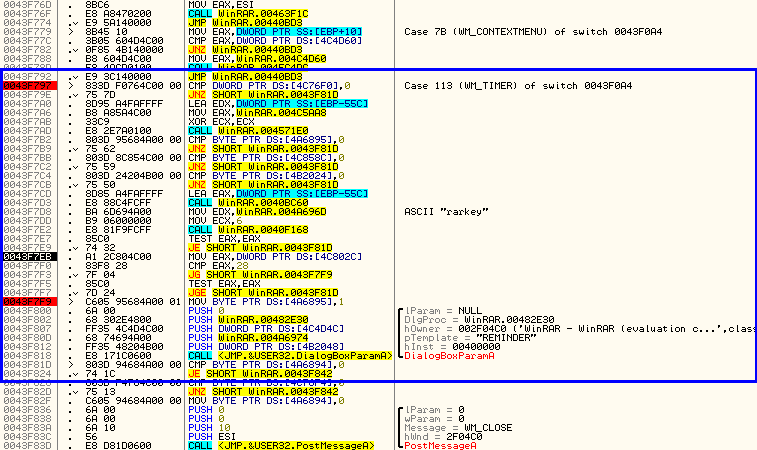 0043F76D . 8BC6 MOV EAX,ESI
0043F76F . E8 A8470200 CALL WinRAR.00463F1C
0043F774 .v E9 5A140000 JMP WinRAR.00440BD3
0043F779 > 8B45 10 MOV EAX,DWORD PTR SS:[EBP+10] Case 7B (WM_CONTEXTMENU) of switch 0043F0A4
0043F77C . 3B05 604D4C00 CMP EAX,DWORD PTR DS:[4C4D60]
0043F782 .v 0F85 4B140000 JNZ WinRAR.00440BD3
0043F788 . B8 604D4C00 MOV EAX,WinRAR.004C4D60
0043F792 .v E9 3C140000 JMP WinRAR.00440BD3
0043F797 > 833D F0764C00 00 CMP DWORD PTR DS:[4C76F0],0 Case 113 (WM_TIMER) of switch 0043F0A4
0043F79E .v 75 7D JNZ SHORT WinRAR.0043F81D
0043F7A0 . 8D95 A4FAFFFF LEA EDX,DWORD PTR SS:[EBP-55C]
0043F7A6 . B8 A85A4C00 MOV EAX,WinRAR.004C5AA8
0043F7AB . 33C9 XOR ECX,ECX
0043F7AD . E8 2E7A0100 CALL WinRAR.004571E0
0043F7B2 . 803D 95684A00 00 CMP BYTE PTR DS:[4A6895],0
0043F7B9 .v 75 62 JNZ SHORT WinRAR.0043F81D
0043F7BB . 803D 8C854C00 00 CMP BYTE PTR DS:[4C858C],0
0043F7C2 .v 75 59 JNZ SHORT WinRAR.0043F81D
0043F7C4 . 803D 24204B00 00 CMP BYTE PTR DS:[4B2024],0
0043F7CB .v 75 50 JNZ SHORT WinRAR.0043F81D
0043F7CD . 8D85 A4FAFFFF LEA EAX,DWORD PTR SS:[EBP-55C]
0043F7D3 . E8 88C4FCFF CALL WinRAR.0040BC60
0043F7D8 . BA 6D694A00 MOV EDX,WinRAR.004A696D ASCII "rarkey"
0043F7DD . B9 06000000 MOV ECX,6
0043F7E2 . E8 81F9FCFF CALL WinRAR.0040F168
0043F7E7 . 85C0 TEST EAX,EAX
0043F7E9 .v 74 32 JE SHORT WinRAR.0043F81D
0043F7EB . A1 2C804C00 MOV EAX,DWORD PTR DS:[4C802C]
0043F7F0 . 83F8 28 CMP EAX,28
0043F7F3 .v 7F 04 JG SHORT WinRAR.0043F7F9
0043F7F5 . 85C0 TEST EAX,EAX
0043F7F7 .v 7D 24 JGE SHORT WinRAR.0043F81D
0043F7F9 > C605 95684A00 01 MOV BYTE PTR DS:[4A6895],1
0043F800 . 6A 00 PUSH 0 lParam = NULL
0043F802 . 68 302E4800 PUSH WinRAR.00482E30 DlgProc = WinRAR.00482E30
0043F807 . FF35 4C4D4C00 PUSH DWORD PTR DS:[4C4D4C] hOwner = 002F04C0 ('WinRAR - WinRAR (evaluation c...',clas
0043F80D . 68 74694A00 PUSH WinRAR.004A6974 pTemplate = "REMINDER"
0043F812 . FF35 48204B00 PUSH DWORD PTR DS:[4B2048] hInst = 00400000
0043F818 . E8 171C0600 CALL <JMP.&USER32.DialogBoxParamA> DialogBoxParamA
0043F81D > 803D 94684A00 00 CMP BYTE PTR DS:[4A6894],0
0043F824 .v 74 1C JE SHORT WinRAR.0043F842
0043F82D .v 75 13 JNZ SHORT WinRAR.0043F842
0043F82F . C605 94684A00 00 MOV BYTE PTR DS:[4A6894],0
0043F836 . 6A 00 PUSH 0 lParam = 0
0043F838 . 6A 00 PUSH 0 wParam = 0
0043F83A . 6A 10 PUSH 10 Message = WM_CLOSE
0043F83C . 56 PUSH ESI hWnd = 2F04C0
0043F83D . E8 D81D0600 CALL <JMP.&USER32.PostMessageA> PostMessageA